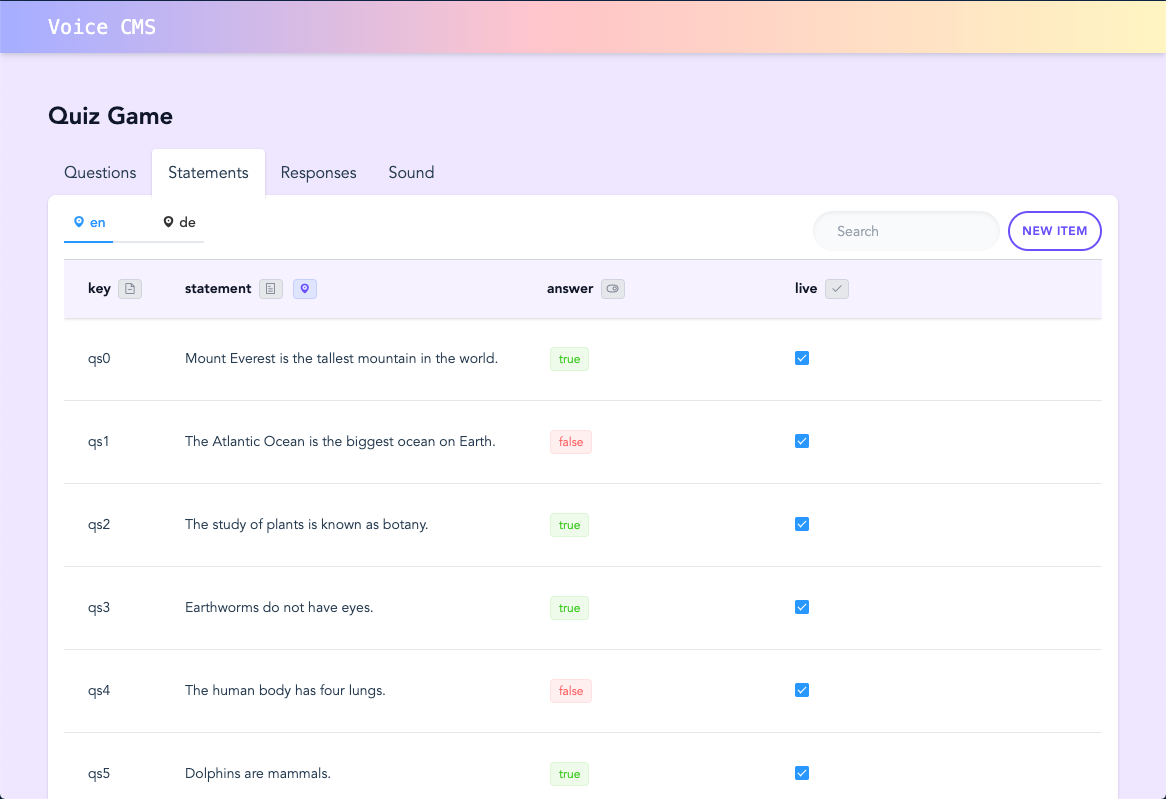 Voice CMS
Quiz Game
Questions Statements Responses Sound
en de Search NEW ITEM
key statement answer live
qs0 Mount Everest is the tallest mountain in the world. true
qs1 The Atlantic Ocean is the biggest ocean on Earth. false
qs2 The study of plants is known as botany. true
qs3 Earthworms do not have eyes. true
qs4 The human body has four lungs. false
qs5 Dolphins are mammals. true